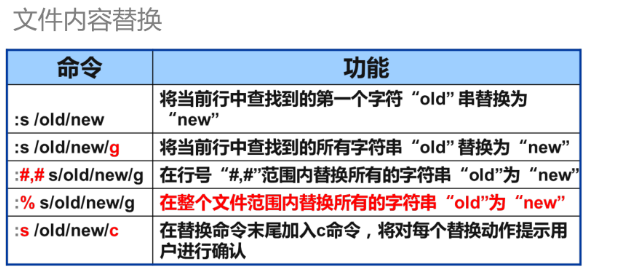 文件内容替换
命令 功能
:s /old/new 将当前行中查找到的第一个字符“old”串替换为
“new”
:s /old/new/g 将当前行中查找到的所有字符串“old”替换为“new”
:#,# s/old/new/g 在行号“#,#”范围内替换所有的字符串“old”为“new”
:% s/old/new/g 在整个文件范围内替换所有的字符串“old”为“new”
:s /old/new/c 在替换命令末尾加入c命令，将对每个替换动作提示用
户进行确认